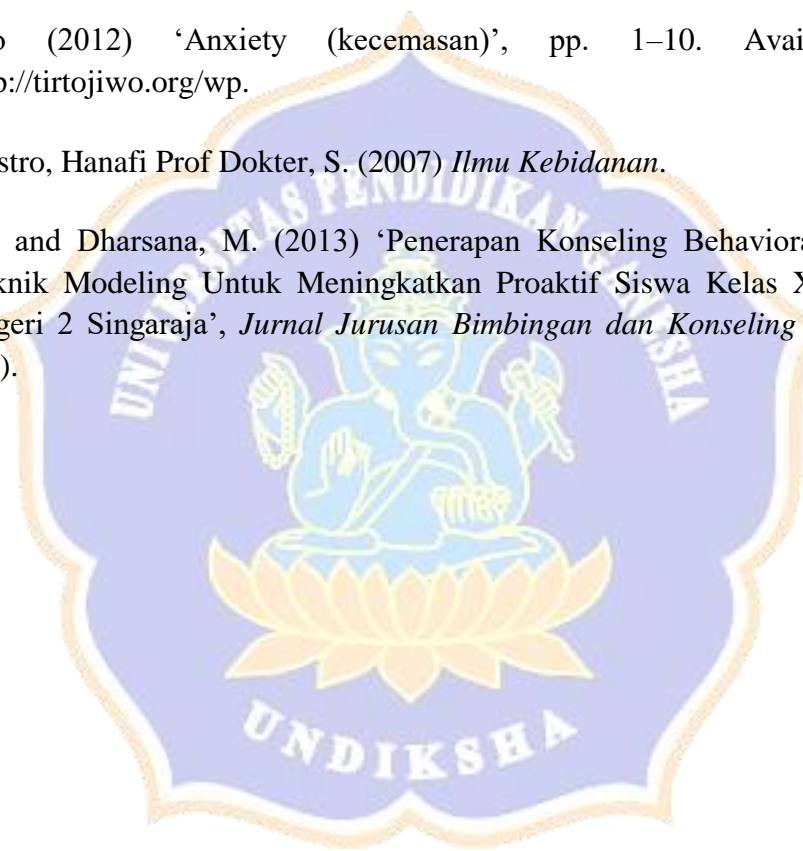 o (2012) ‘Anxiety (kecemasan)’, pp. 1–10. Avai
p://tirtojiwo.org/wp.
stro, Hanafi Prof Dokter, S. (2007) Ilmu Kebidanan.
and Dharsana, M. (2013) ‘Penerapan Konseling Behaviora
knik Modeling Untuk Meningkatkan Proaktif Siswa Kelas X
geri 2 Singaraja’, Jurnal Jurusan Bimbingan dan Konseling
).
UNIVERSITAS PENDIDIKAN GANESHA
UNDIKSHA